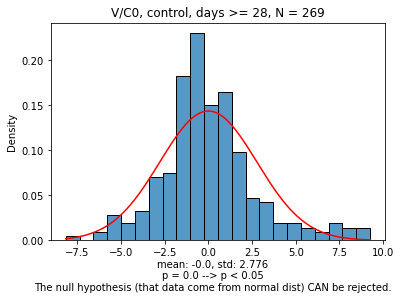 V/C0, control, days >= 28, N = 269
Density
0.20
0.15
0.10
0.05
0.00
−7.5 −5.0 −2.5 0.0 2.5 5.0 7.5 10.0
mean: -0.0, std: 2.776
p = 0.0 --> p < 0.05
The null hypothesis (that data come from normal dist) CAN be rejected.